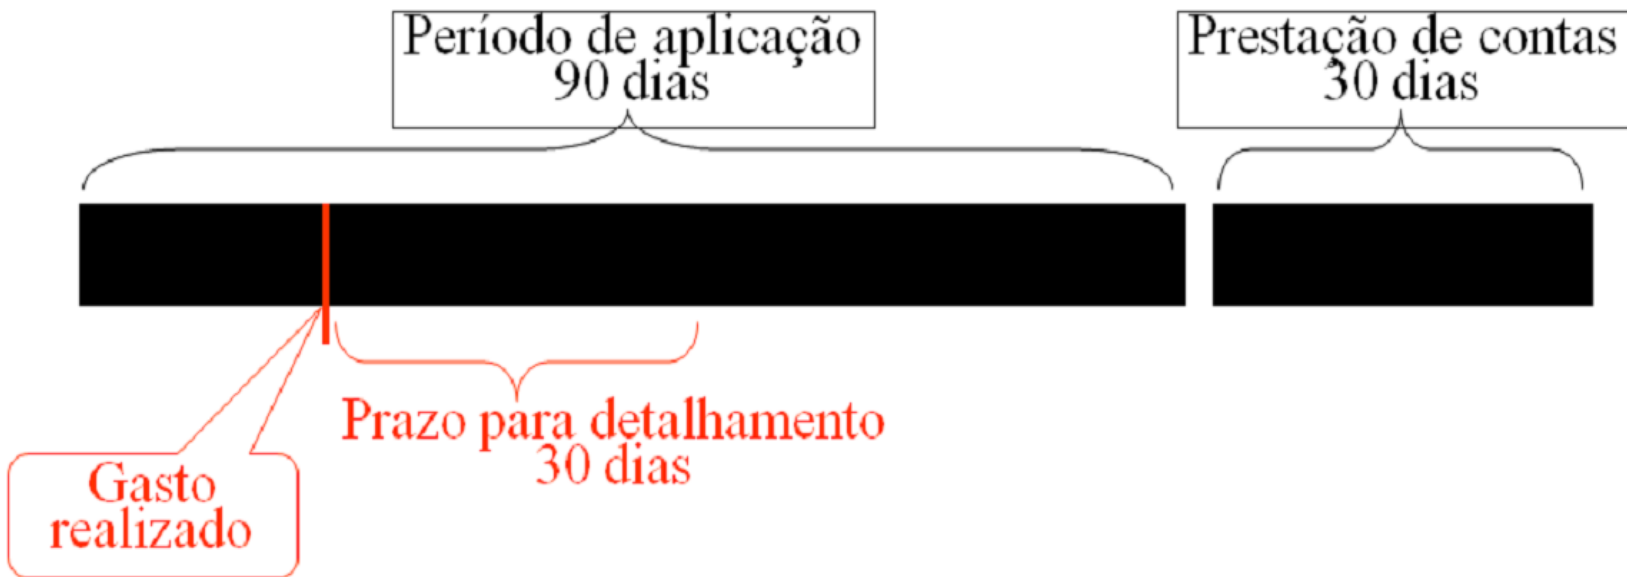 Período de aplicação
90 dias
Prestação de contas
30 dias
Prazo para detalhamento
30 dias
Gasto
realizado